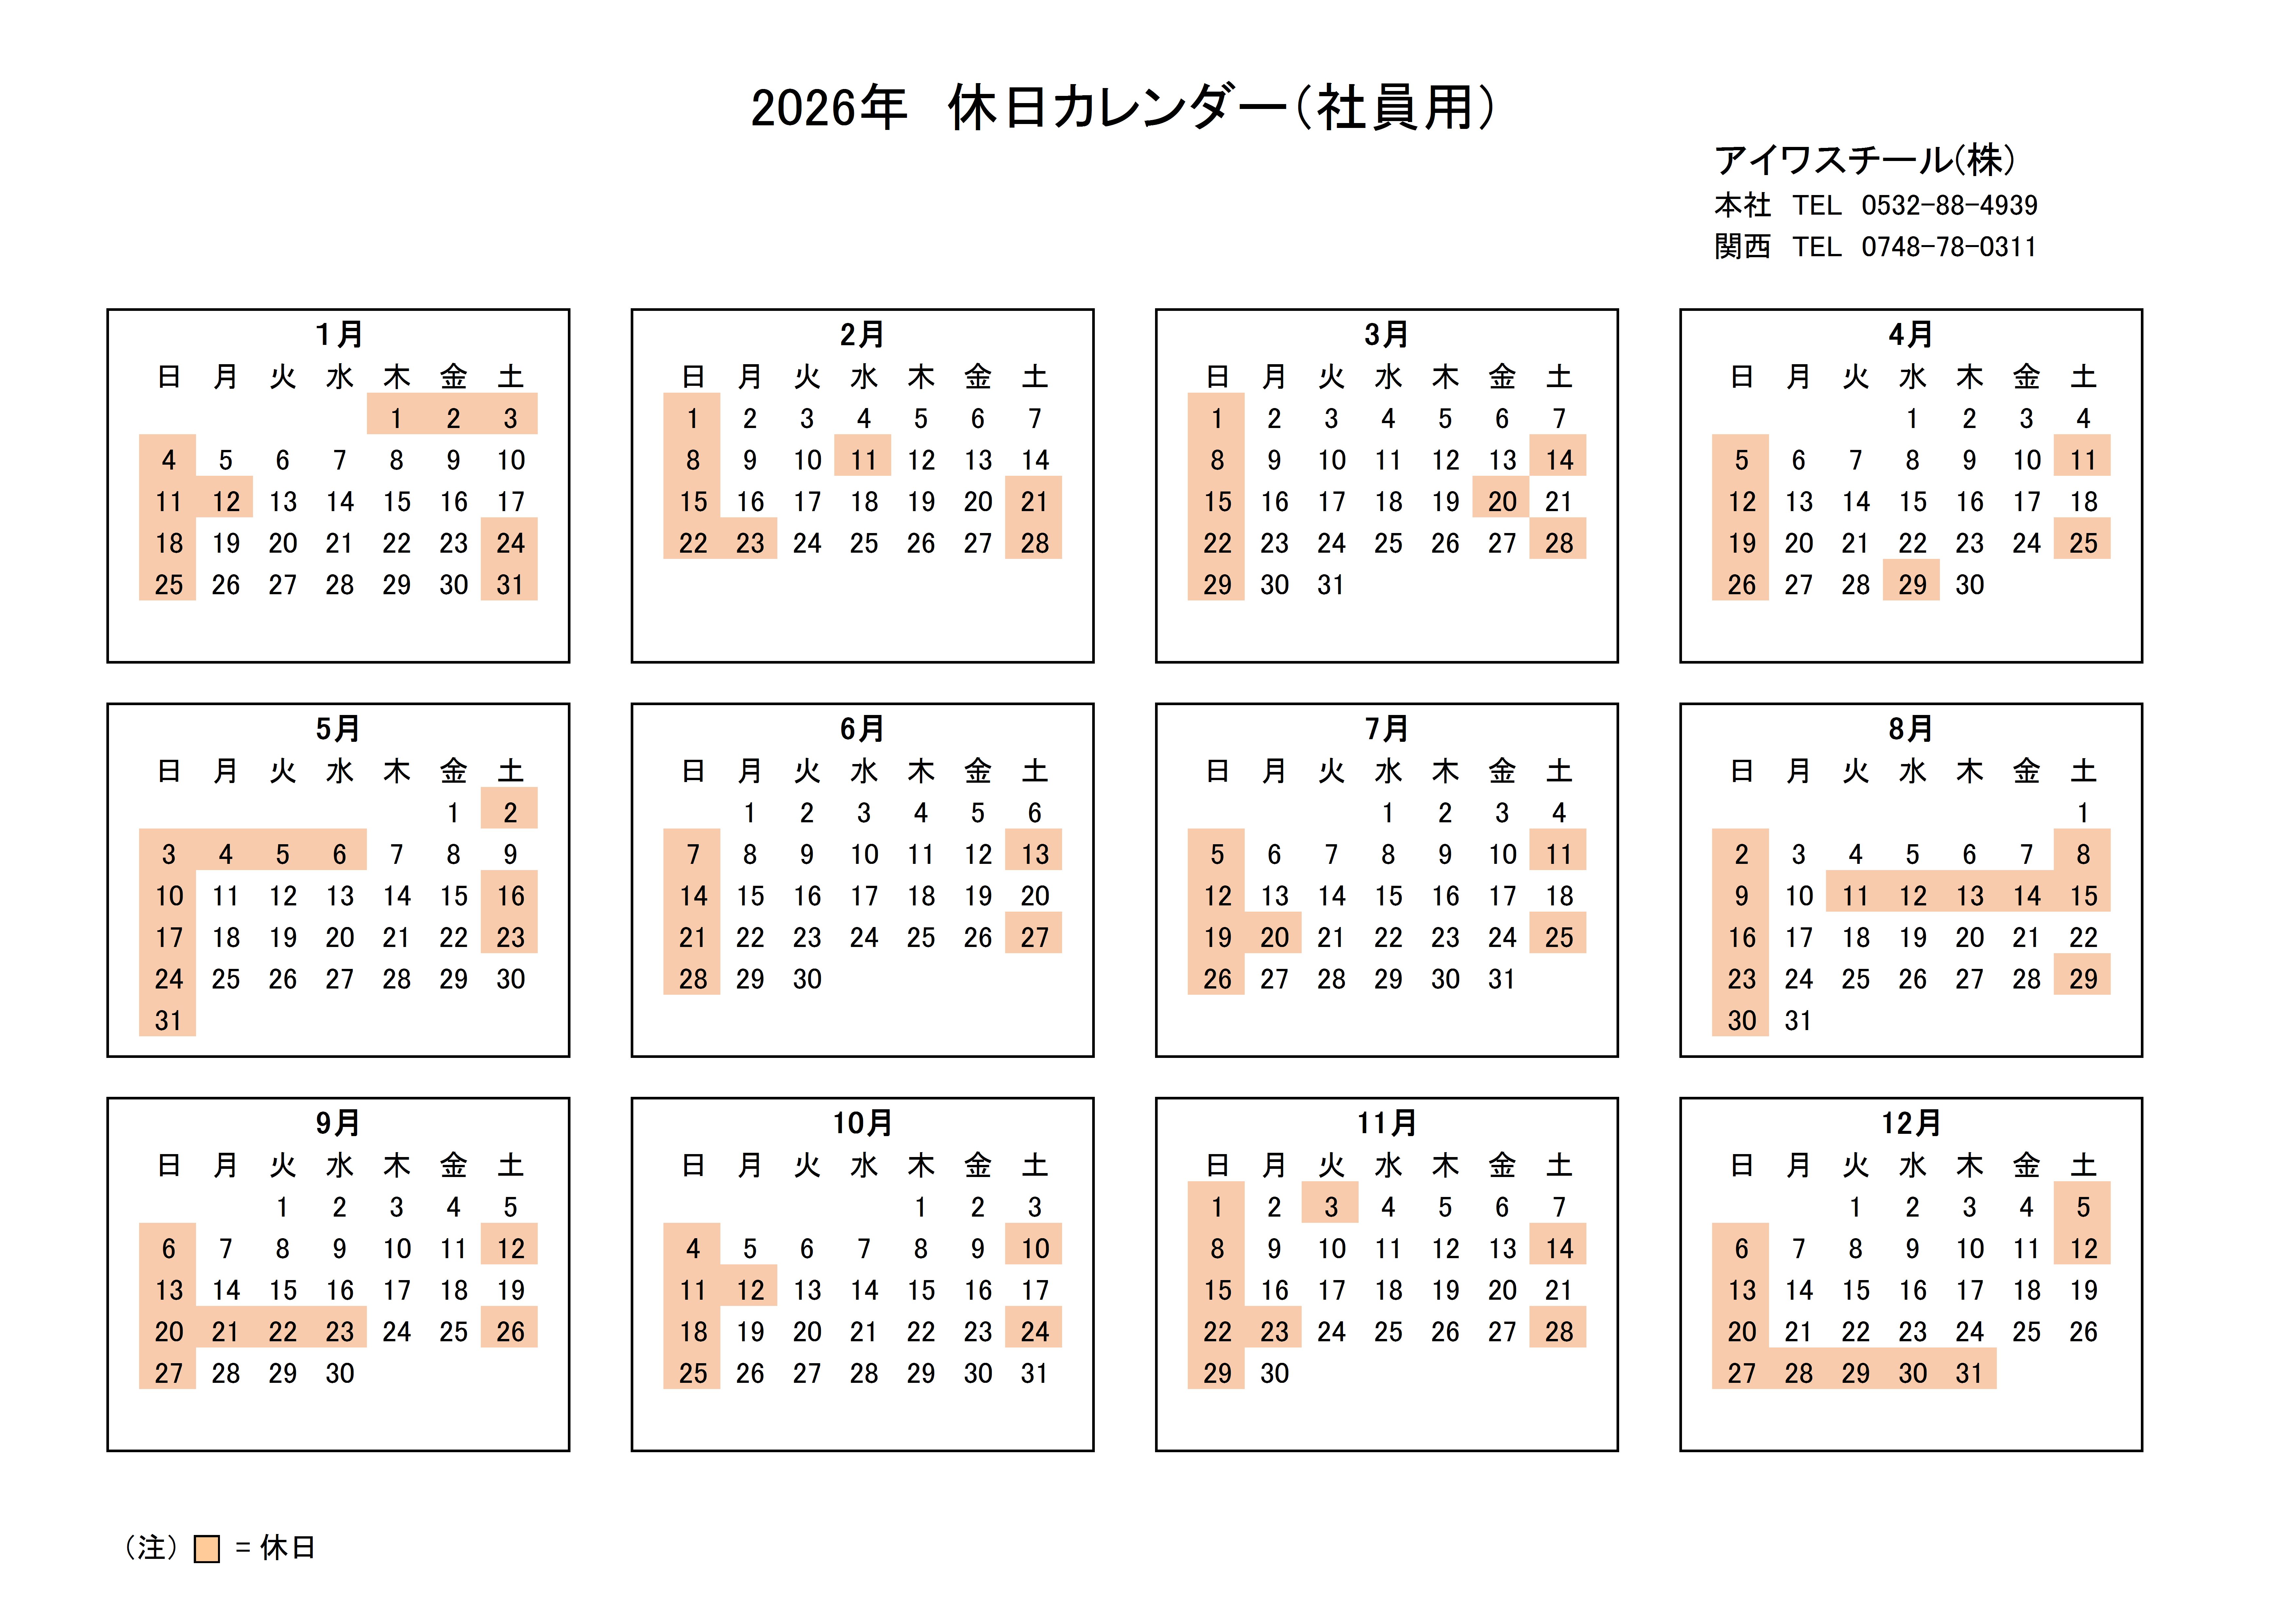 2026年　休日カレンダー（社員用）
アイワスチール(株)
本社　TEL　0532-88-4939
関西　TEL　0748-78-0311
1月
日 月 火 水 木 金 土
1 2 3
4 5 6 7 8 9 10
11 12 13 14 15 16 17
18 19 20 21 22 23 24
25 26 27 28 29 30 31
2月
日 月 火 水 木 金 土
1 2 3 4 5 6 7
8 9 10 11 12 13 14
15 16 17 18 19 20 21
22 23 24 25 26 27 28
3月
日 月 火 水 木 金 土
1 2 3 4 5 6 7
8 9 10 11 12 13 14
15 16 17 18 19 20 21
22 23 24 25 26 27 28
29 30 31
4月
日 月 火 水 木 金 土
1 2 3 4
5 6 7 8 9 10 11
12 13 14 15 16 17 18
19 20 21 22 23 24 25
26 27 28 29 30
5月
日 月 火 水 木 金 土
1 2
3 4 5 6 7 8 9
10 11 12 13 14 15 16
17 18 19 20 21 22 23
24 25 26 27 28 29 30
31
6月
日 月 火 水 木 金 土
1 2 3 4 5 6
7 8 9 10 11 12 13
14 15 16 17 18 19 20
21 22 23 24 25 26 27
28 29 30
7月
日 月 火 水 木 金 土
1 2 3 4
5 6 7 8 9 10 11
12 13 14 15 16 17 18
19 20 21 22 23 24 25
26 27 28 29 30 31
8月
日 月 火 水 木 金 土
1
2 3 4 5 6 7 8
9 10 11 12 13 14 15
16 17 18 19 20 21 22
23 24 25 26 27 28 29
30 31
9月
日 月 火 水 木 金 土
1 2 3 4 5
6 7 8 9 10 11 12
13 14 15 16 17 18 19
20 21 22 23 24 25 26
27 28 29 30
10月
日 月 火 水 木 金 土
1 2 3
4 5 6 7 8 9 10
11 12 13 14 15 16 17
18 19 20 21 22 23 24
25 26 27 28 29 30 31
11月
日 月 火 水 木 金 土
1 2 3 4 5 6 7
8 9 10 11 12 13 14
15 16 17 18 19 20 21
22 23 24 25 26 27 28
29 30
12月
日 月 火 水 木 金 土
1 2 3 4 5
6 7 8 9 10 11 12
13 14 15 16 17 18 19
20 21 22 23 24 25 26
27 28 29 30 31
（注） = 休日